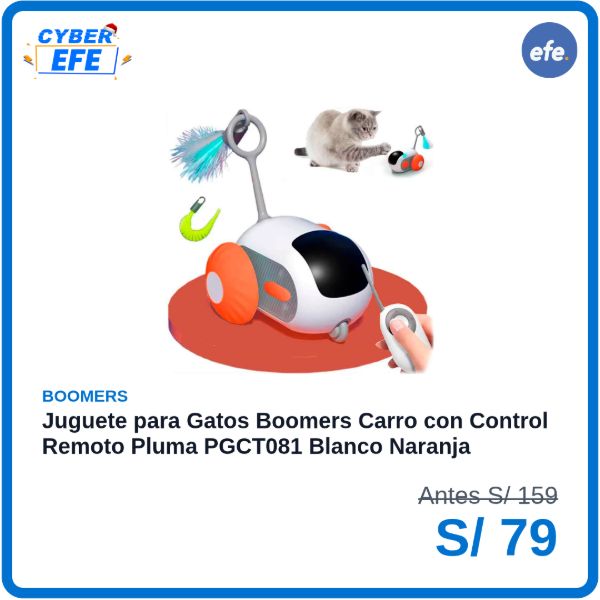 CYBER
EFE
efe.
BOOMERS
Juguete para Gatos Boomers Carro con Control
Remoto Pluma PGCT081 Blanco Naranja
Antes S/ 159
S/ 79